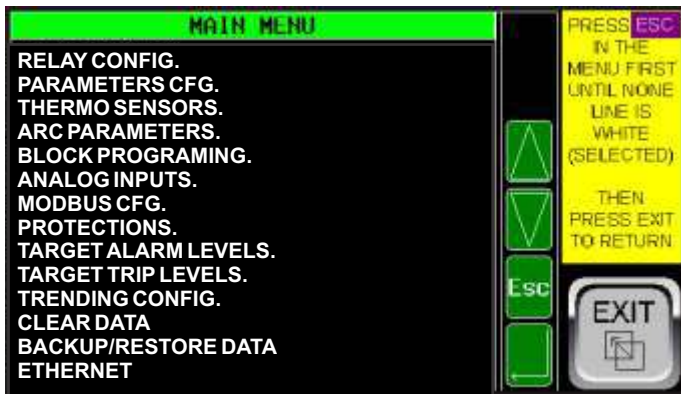 MAIN MENU
RELAY CONFIG.
PARAMETERS CFG.
THERMO SENSORS.
ARC PARAMETERS.
BLOCK PROGRAMING.
ANALOG INPUTS.
MODBUS CFG.
PROTECTIONS.
TARGET ALARM LEVELS.
TARGET TRIP LEVELS.
TRENDING CONFIG.
CLEAR DATA
BACKUP/RESTORE DATA
ETHERNET
Esc
PRESS ESC
IN THE
MENU FIRST
UNTIL NONE
LINE IS
WHITE
(SELECTED)
THEN
PRESS EXIT
TO RETURN
EXIT